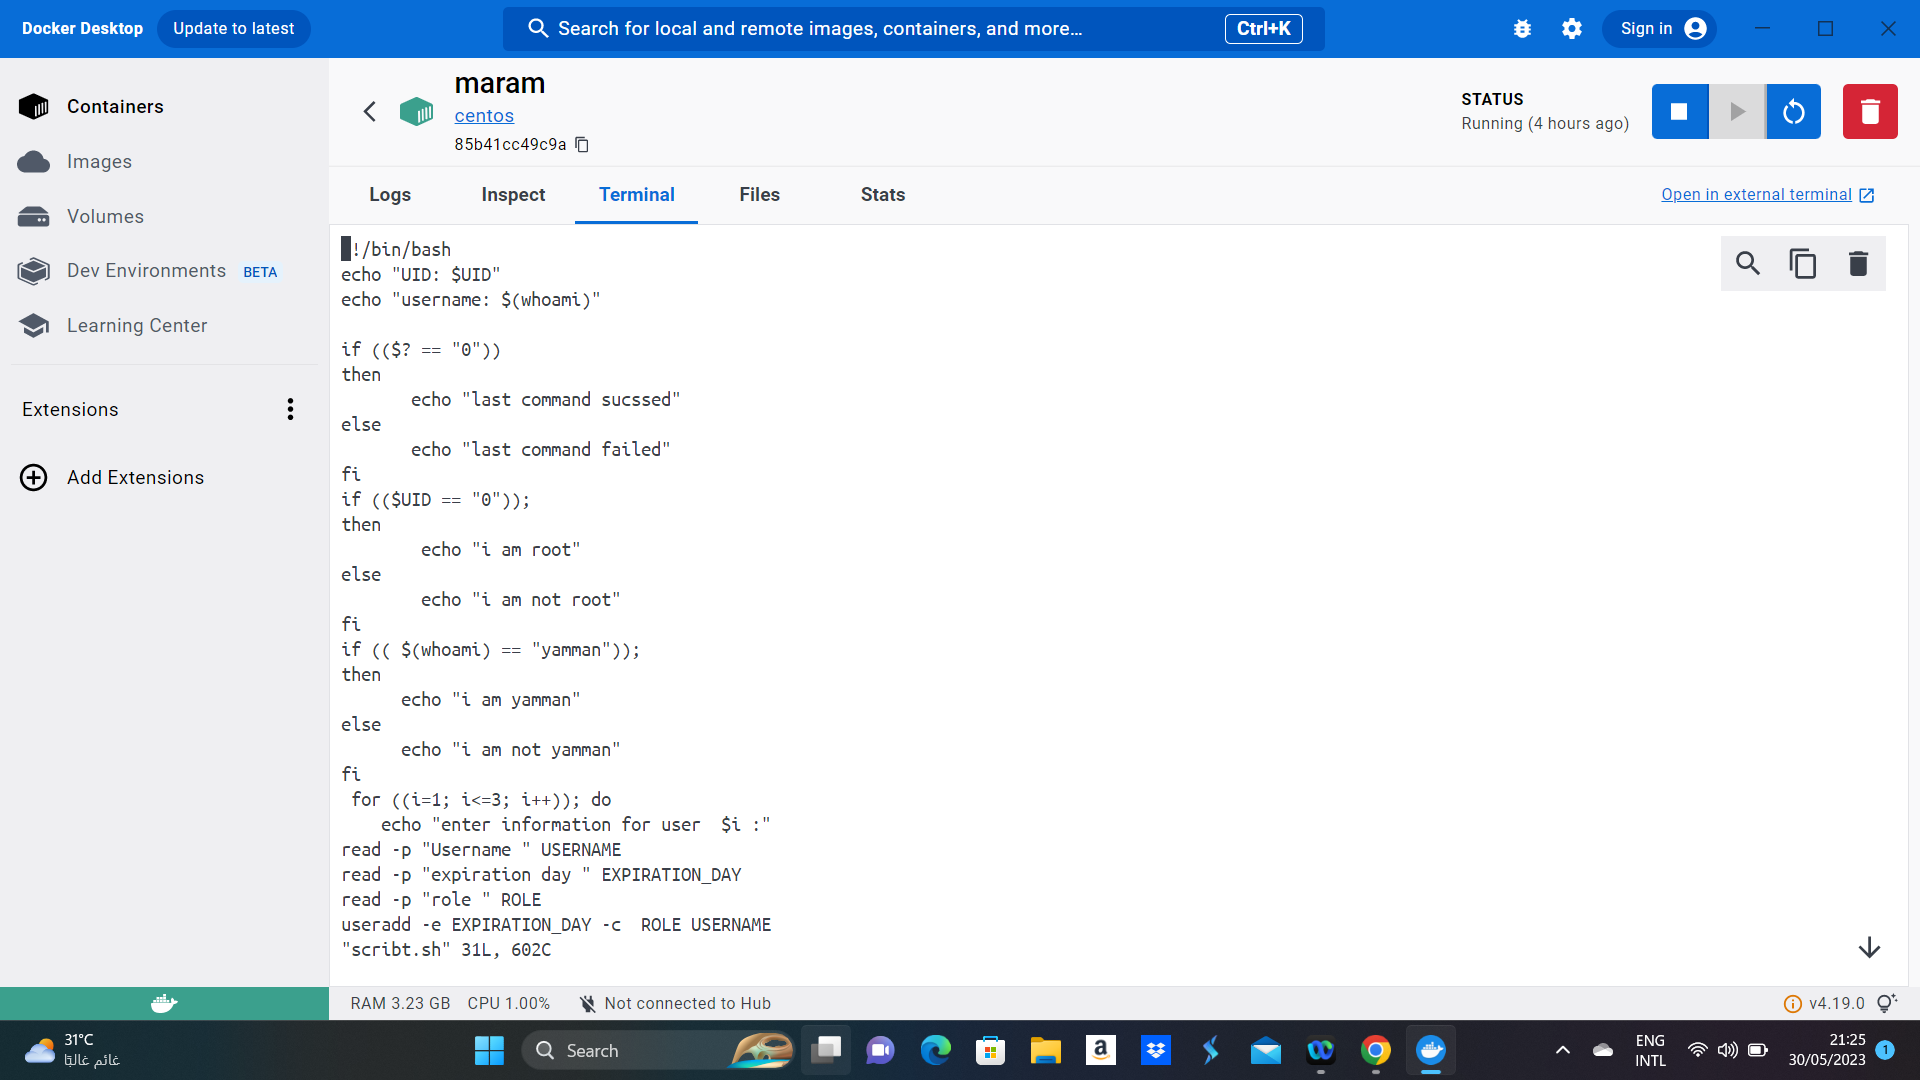 Docker Desktop
Update to latest
Search for local and remote images, containers, and more...
Ctrl+K
Sign in
Containers
Images
Volumes
Dev Environments BETA
Learning Center
Extensions
Add Extensions
maram
centos
85b41cc49c9a
STATUS
Running (4 hours ago)
Logs
Inspect
Terminal
Files
Stats
Open in external terminal
!/bin/bash
echo "UID: $UID"
echo "username: $(whoami)"
if (($? == "0"))
then
echo "last command sucssed"
else
echo "last command failed"
fi
if (($UID == "0"));
then
echo "i am root"
else
echo "i am not root"
fi
if (( $(whoami) == "yamman"));
then
echo "i am yamman"
else
echo "i am not yamman"
fi
for ((i=1; i<=3; i++)); do
echo "enter information for user  $i :"
read -p "Username " USERNAME
read -p "expiration day " EXPIRATION_DAY
read -p "role " ROLE
useradd -e EXPIRATION_DAY -c  ROLE USERNAME
"scribt.sh" 31L, 602C
RAM 3.23 GB CPU 1.00% Not connected to Hub
v4.19.0
31°C
غائم غالبًا
Search
ENG
INTL
21:25
30/05/2023
1